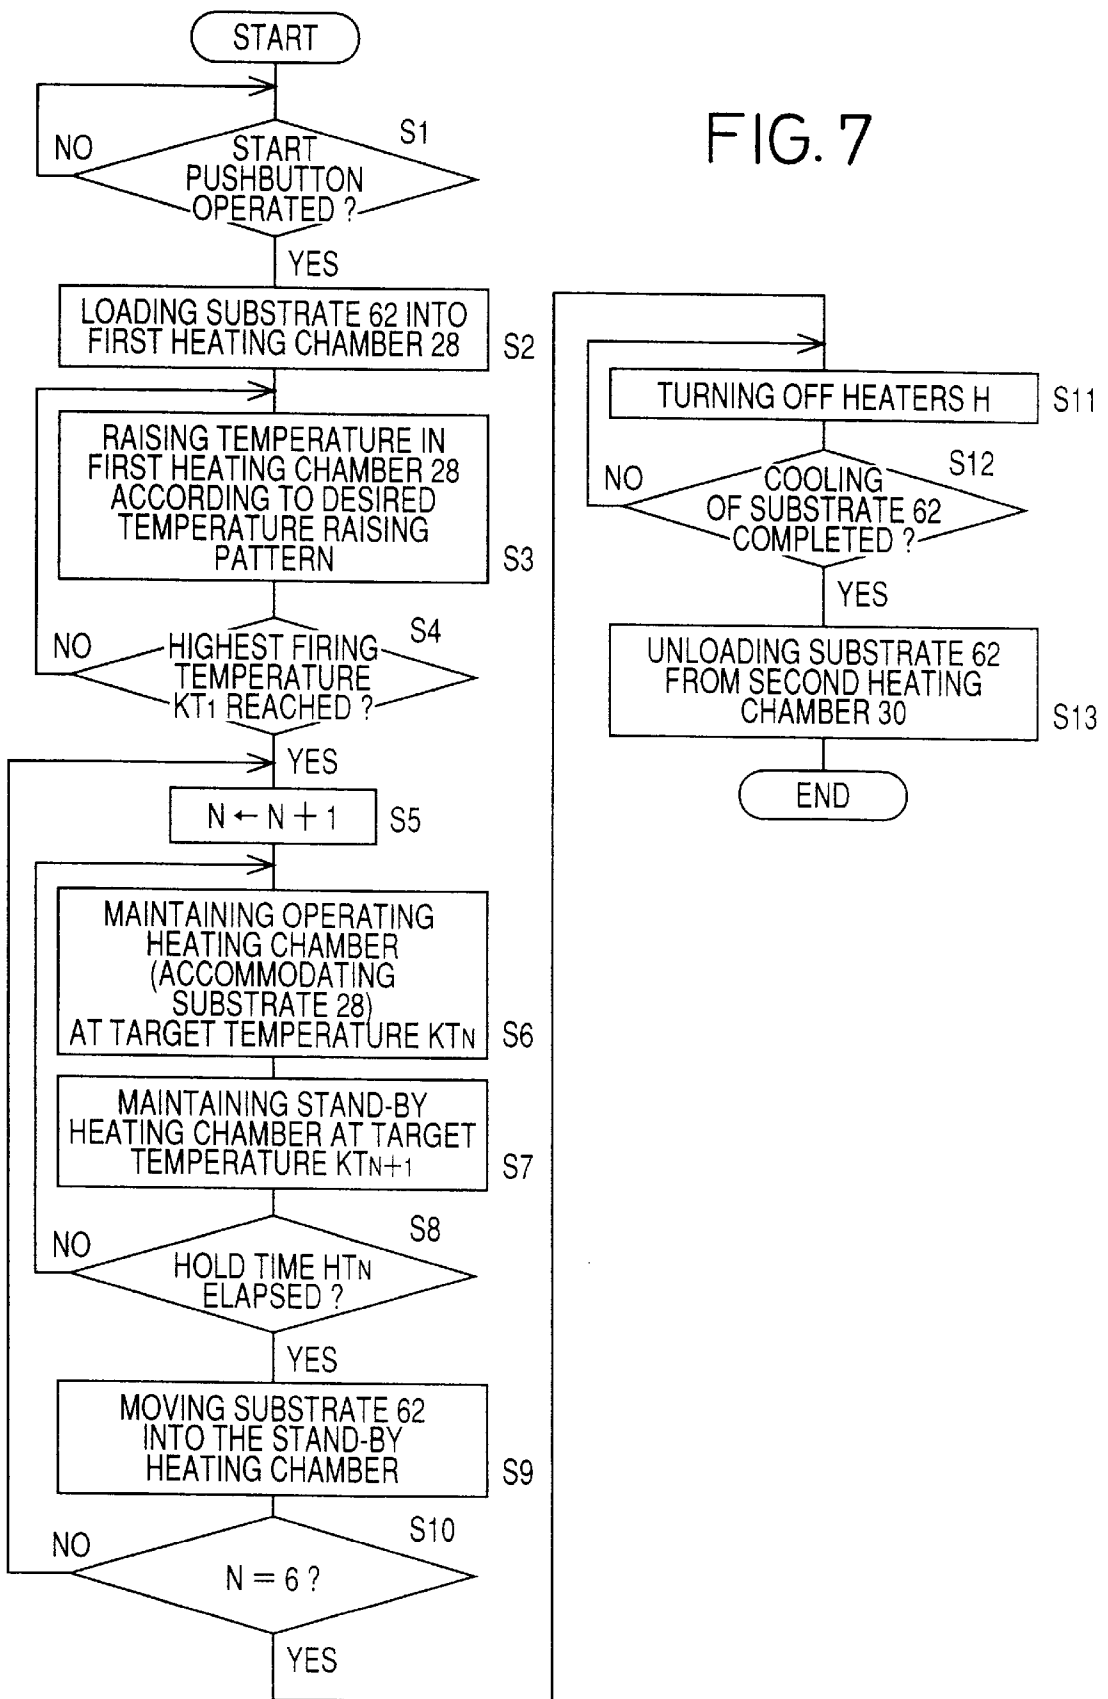 START
FIG. 7
NO
S1
START
PUSHBUTTON
OPERATED ?
YES
LOADING SUBSTRATE 62 INTO
FIRST HEATING CHAMBER 28
S2
RAISING TEMPERATURE IN
FIRST HEATING CHAMBER 28
ACCORDING TO DESIRED
TEMPERATURE RAISING
PATTERN
S3
NO
S4
HIGHEST FIRING
TEMPERATURE
KT1 REACHED ?
YES
N ← N + 1
S5
MAINTAINING OPERATING
HEATING CHAMBER
(ACCOMMODATING
SUBSTRATE 28)
AT TARGET TEMPERATURE KTN
S6
MAINTAINING STAND-BY
HEATING CHAMBER AT TARGET
TEMPERATURE KTN+1
S7
NO
S8
HOLD TIME HTN
ELAPSED ?
YES
MOVING SUBSTRATE 62
INTO THE STAND-BY
HEATING CHAMBER
S9
NO
S10
N = 6 ?
YES
TURNING OFF HEATERS H
S11
NO
S12
COOLING
OF SUBSTRATE 62
COMPLETED ?
YES
UNLOADING SUBSTRATE 62
FROM SECOND HEATING
CHAMBER 30
S13
END